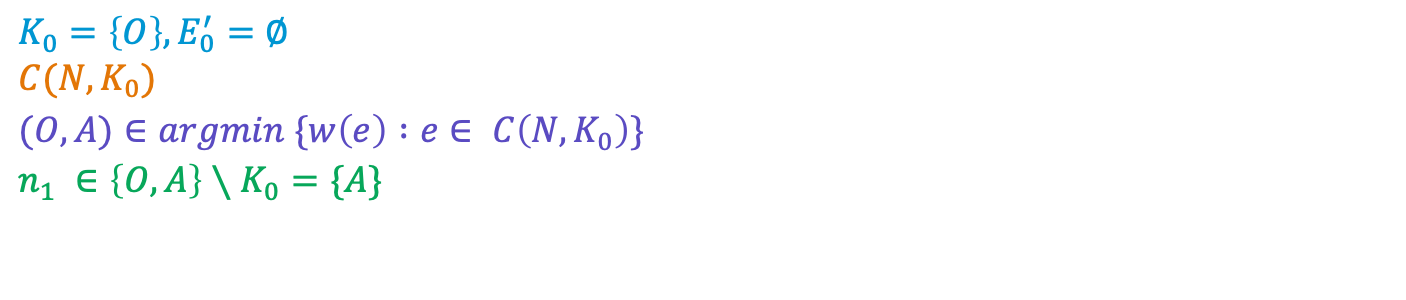 K₀ = {O}, E′₀ = ∅
C(N, K₀)
(O, A) ∈ argmin {w(e) : e ∈ C(N, K₀)}
n₁ ∈ {O, A} \ K₀ = {A}